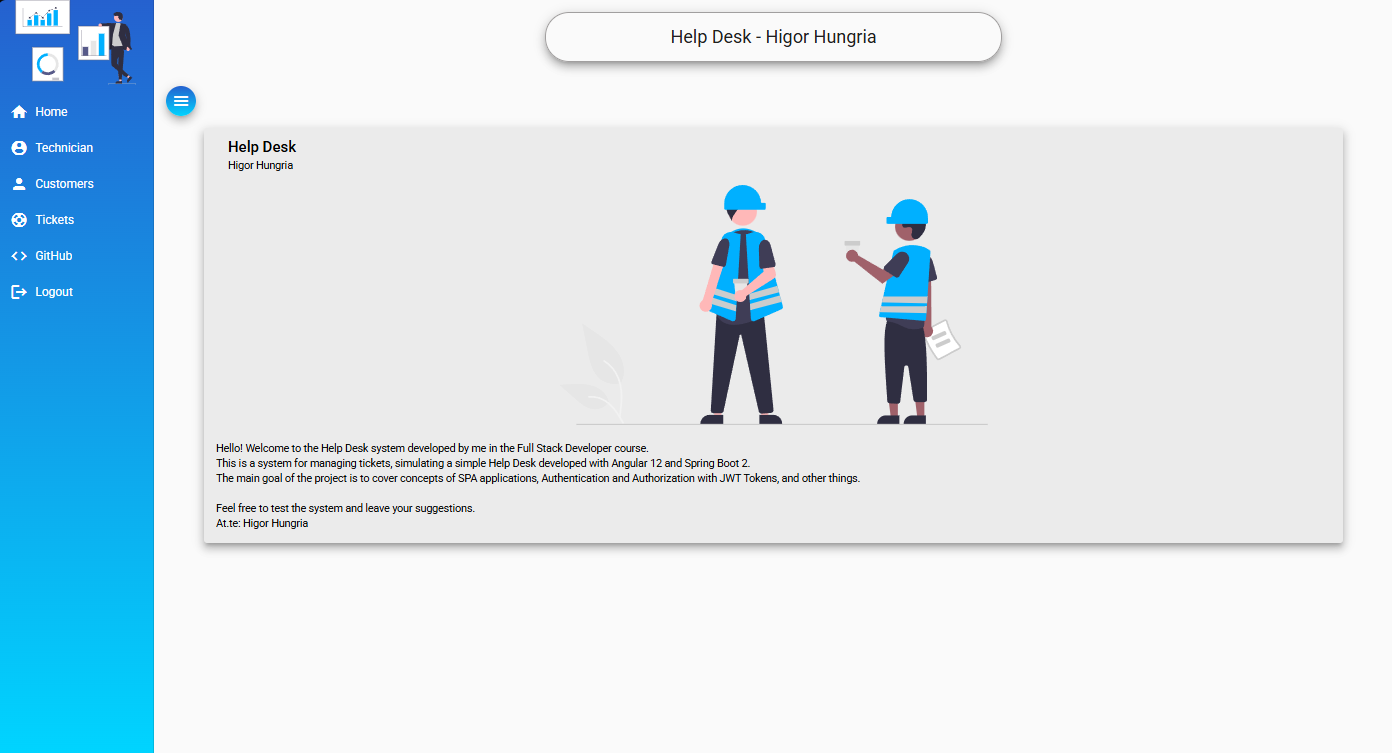 Help Desk - Higor Hungria
Home
Technician
Customers
Tickets
GitHub
Logout
Help Desk
Higor Hungria
Hello! Welcome to the Help Desk system developed by me in the Full Stack Developer course.
This is a system for managing tickets, simulating a simple Help Desk developed with Angular 12 and Spring Boot 2.
The main goal of the project is to cover concepts of SPA applications, Authentication and Authorization with JWT Tokens, and other things.
Feel free to test the system and leave your suggestions.
At.te: Higor Hungria